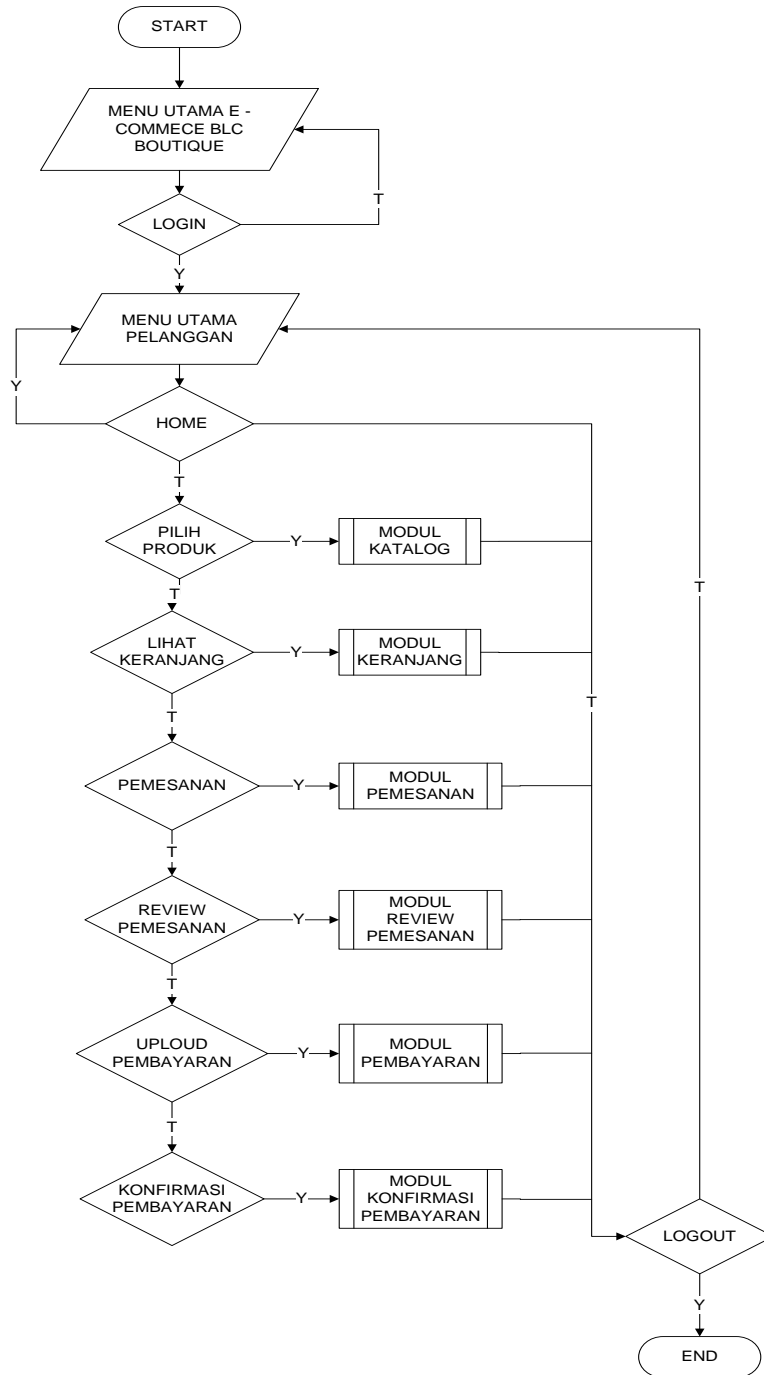 START
MENU UTAMA E -
COMMECE BLC
BOUTIQUE
T
LOGIN
Y
MENU UTAMA
PELANGGAN
Y
HOME
T
PILIH
PRODUK
Y
MODUL
KATALOG
T
T
LIHAT
KERANJANG
Y
MODUL
KERANJANG
T
T
PEMESANAN
Y
MODUL
PEMESANAN
T
REVIEW
PEMESANAN
Y
MODUL
REVIEW
PEMESANAN
T
UPLOUD
PEMBAYARAN
Y
MODUL
PEMBAYARAN
T
KONFIRMASI
PEMBAYARAN
Y
MODUL
KONFIRMASI
PEMBAYARAN
LOGOUT
Y
END